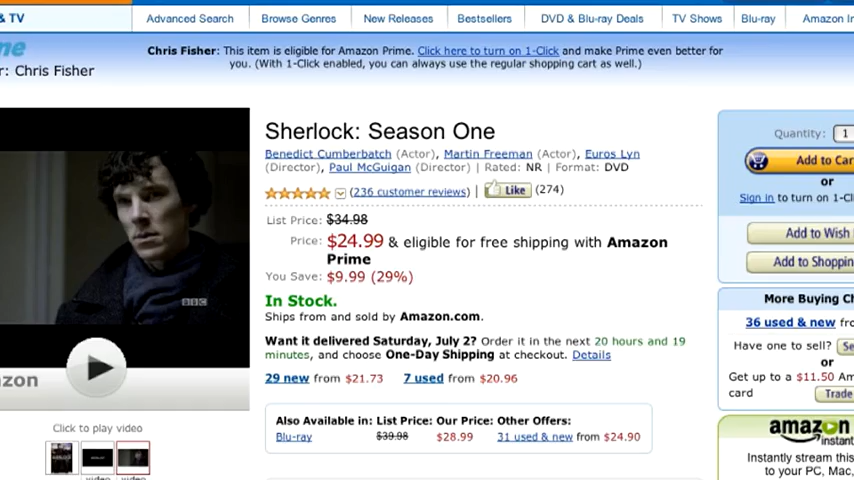 & TV
Advanced Search
Browse Genres
New Releases
Bestsellers
DVD & Blu-ray Deals
TV Shows
Blu-ray
Amazon In
me
r: Chris Fisher
Chris Fisher: This item is eligible for Amazon Prime. Click here to turn on 1-Click and make Prime even better for
you. (With 1-Click enabled, you can always use the regular shopping cart as well.)
BBC
zon
Click to play video
video
video
Sherlock: Season One
Benedict Cumberbatch (Actor), Martin Freeman (Actor), Euros Lyn
(Director), Paul McGuigan (Director) | Rated: NR | Format: DVD
(236 customer reviews) | Like (274)
List Price: $34.98
Price: $24.99 & eligible for free shipping with Amazon
Prime
You Save: $9.99 (29%)
In Stock.
Ships from and sold by Amazon.com.
Want it delivered Saturday, July 2? Order it in the next 20 hours and 19
minutes, and choose One-Day Shipping at checkout. Details
29 new from $21.73 7 used from $20.96
Also Available in: List Price: Our Price: Other Offers:
Blu-ray $39.98 $28.99 31 used & new from $24.90
Quantity: 1
Add to Car
or
Sign in to turn on 1-Cl
Add to Wish
Add to Shoppin
More Buying Ch
36 used & new fro
Have one to sell? Se
or
Get up to a $11.50 Am
card
Trade
amazon
instant
Instantly stream this
to your PC, Mac,